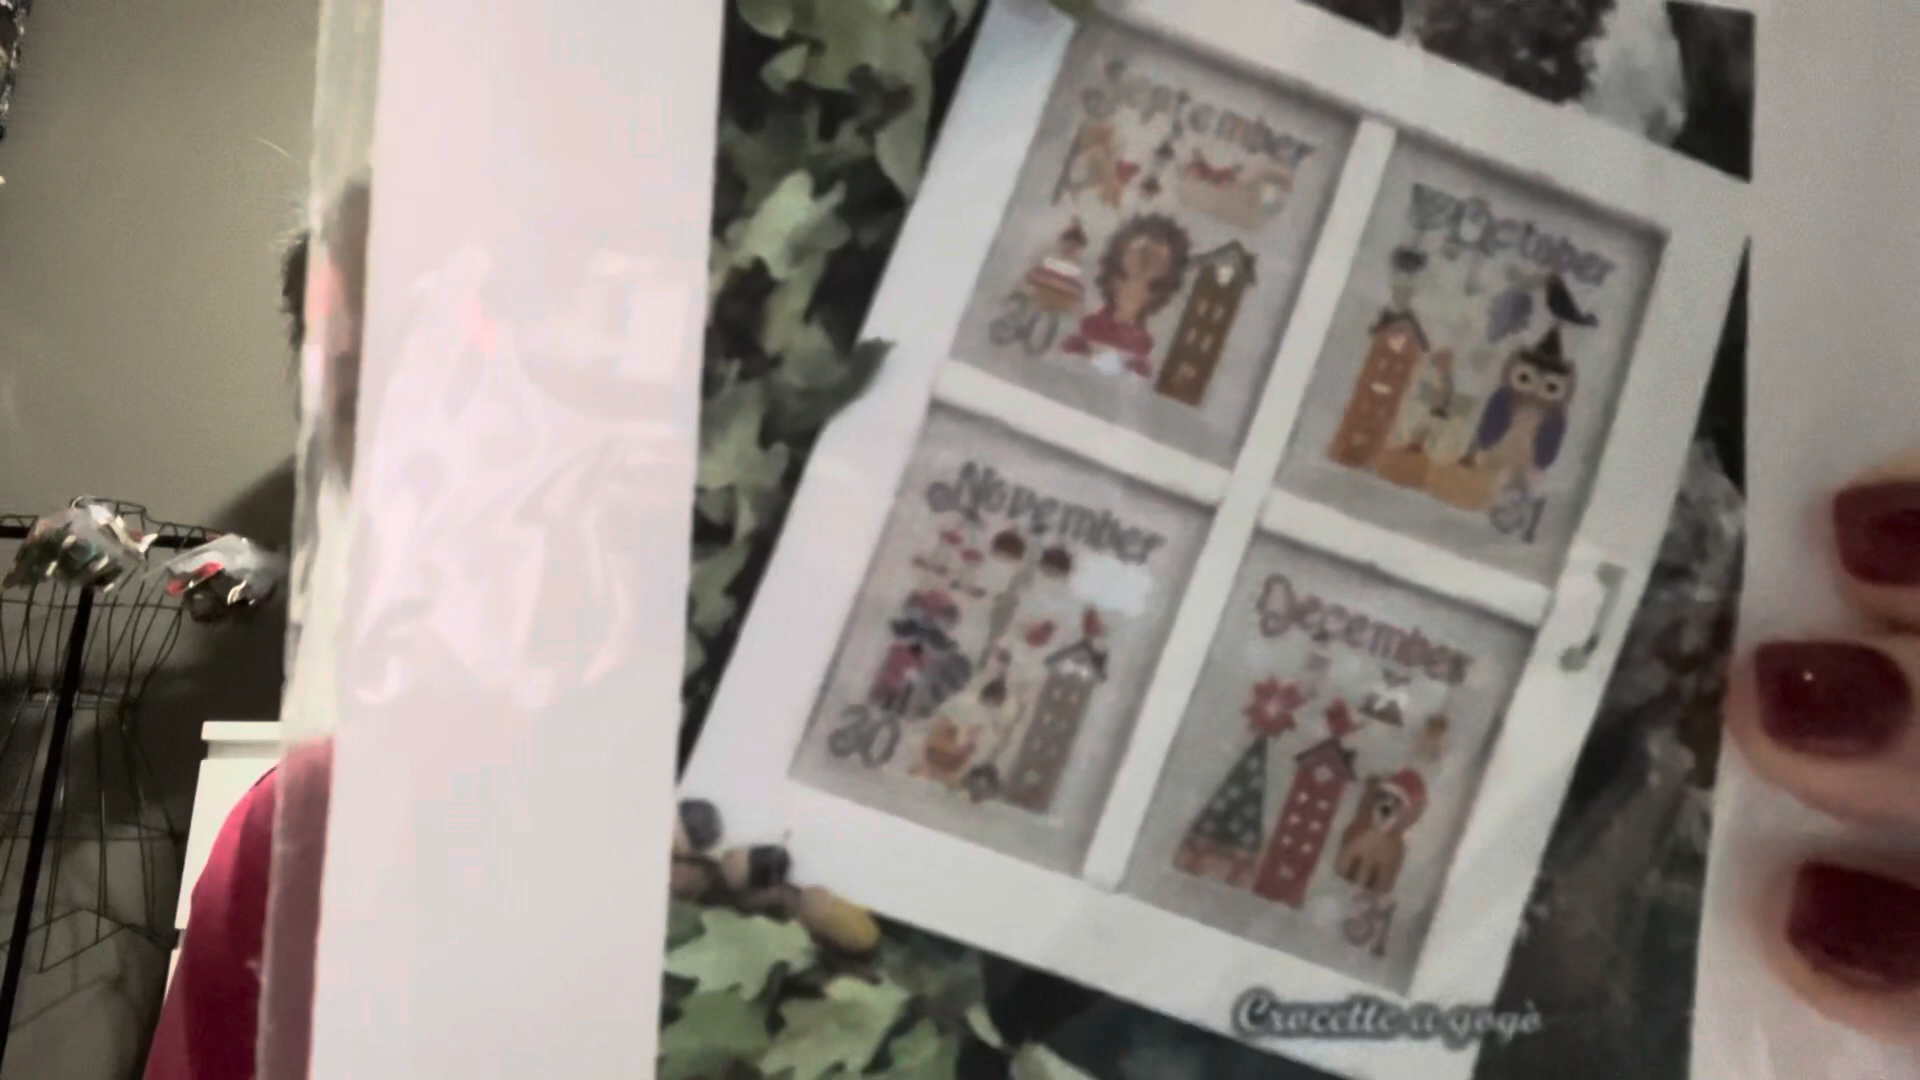 September
October
30
31
November
December
30
31
Crocette a gogò